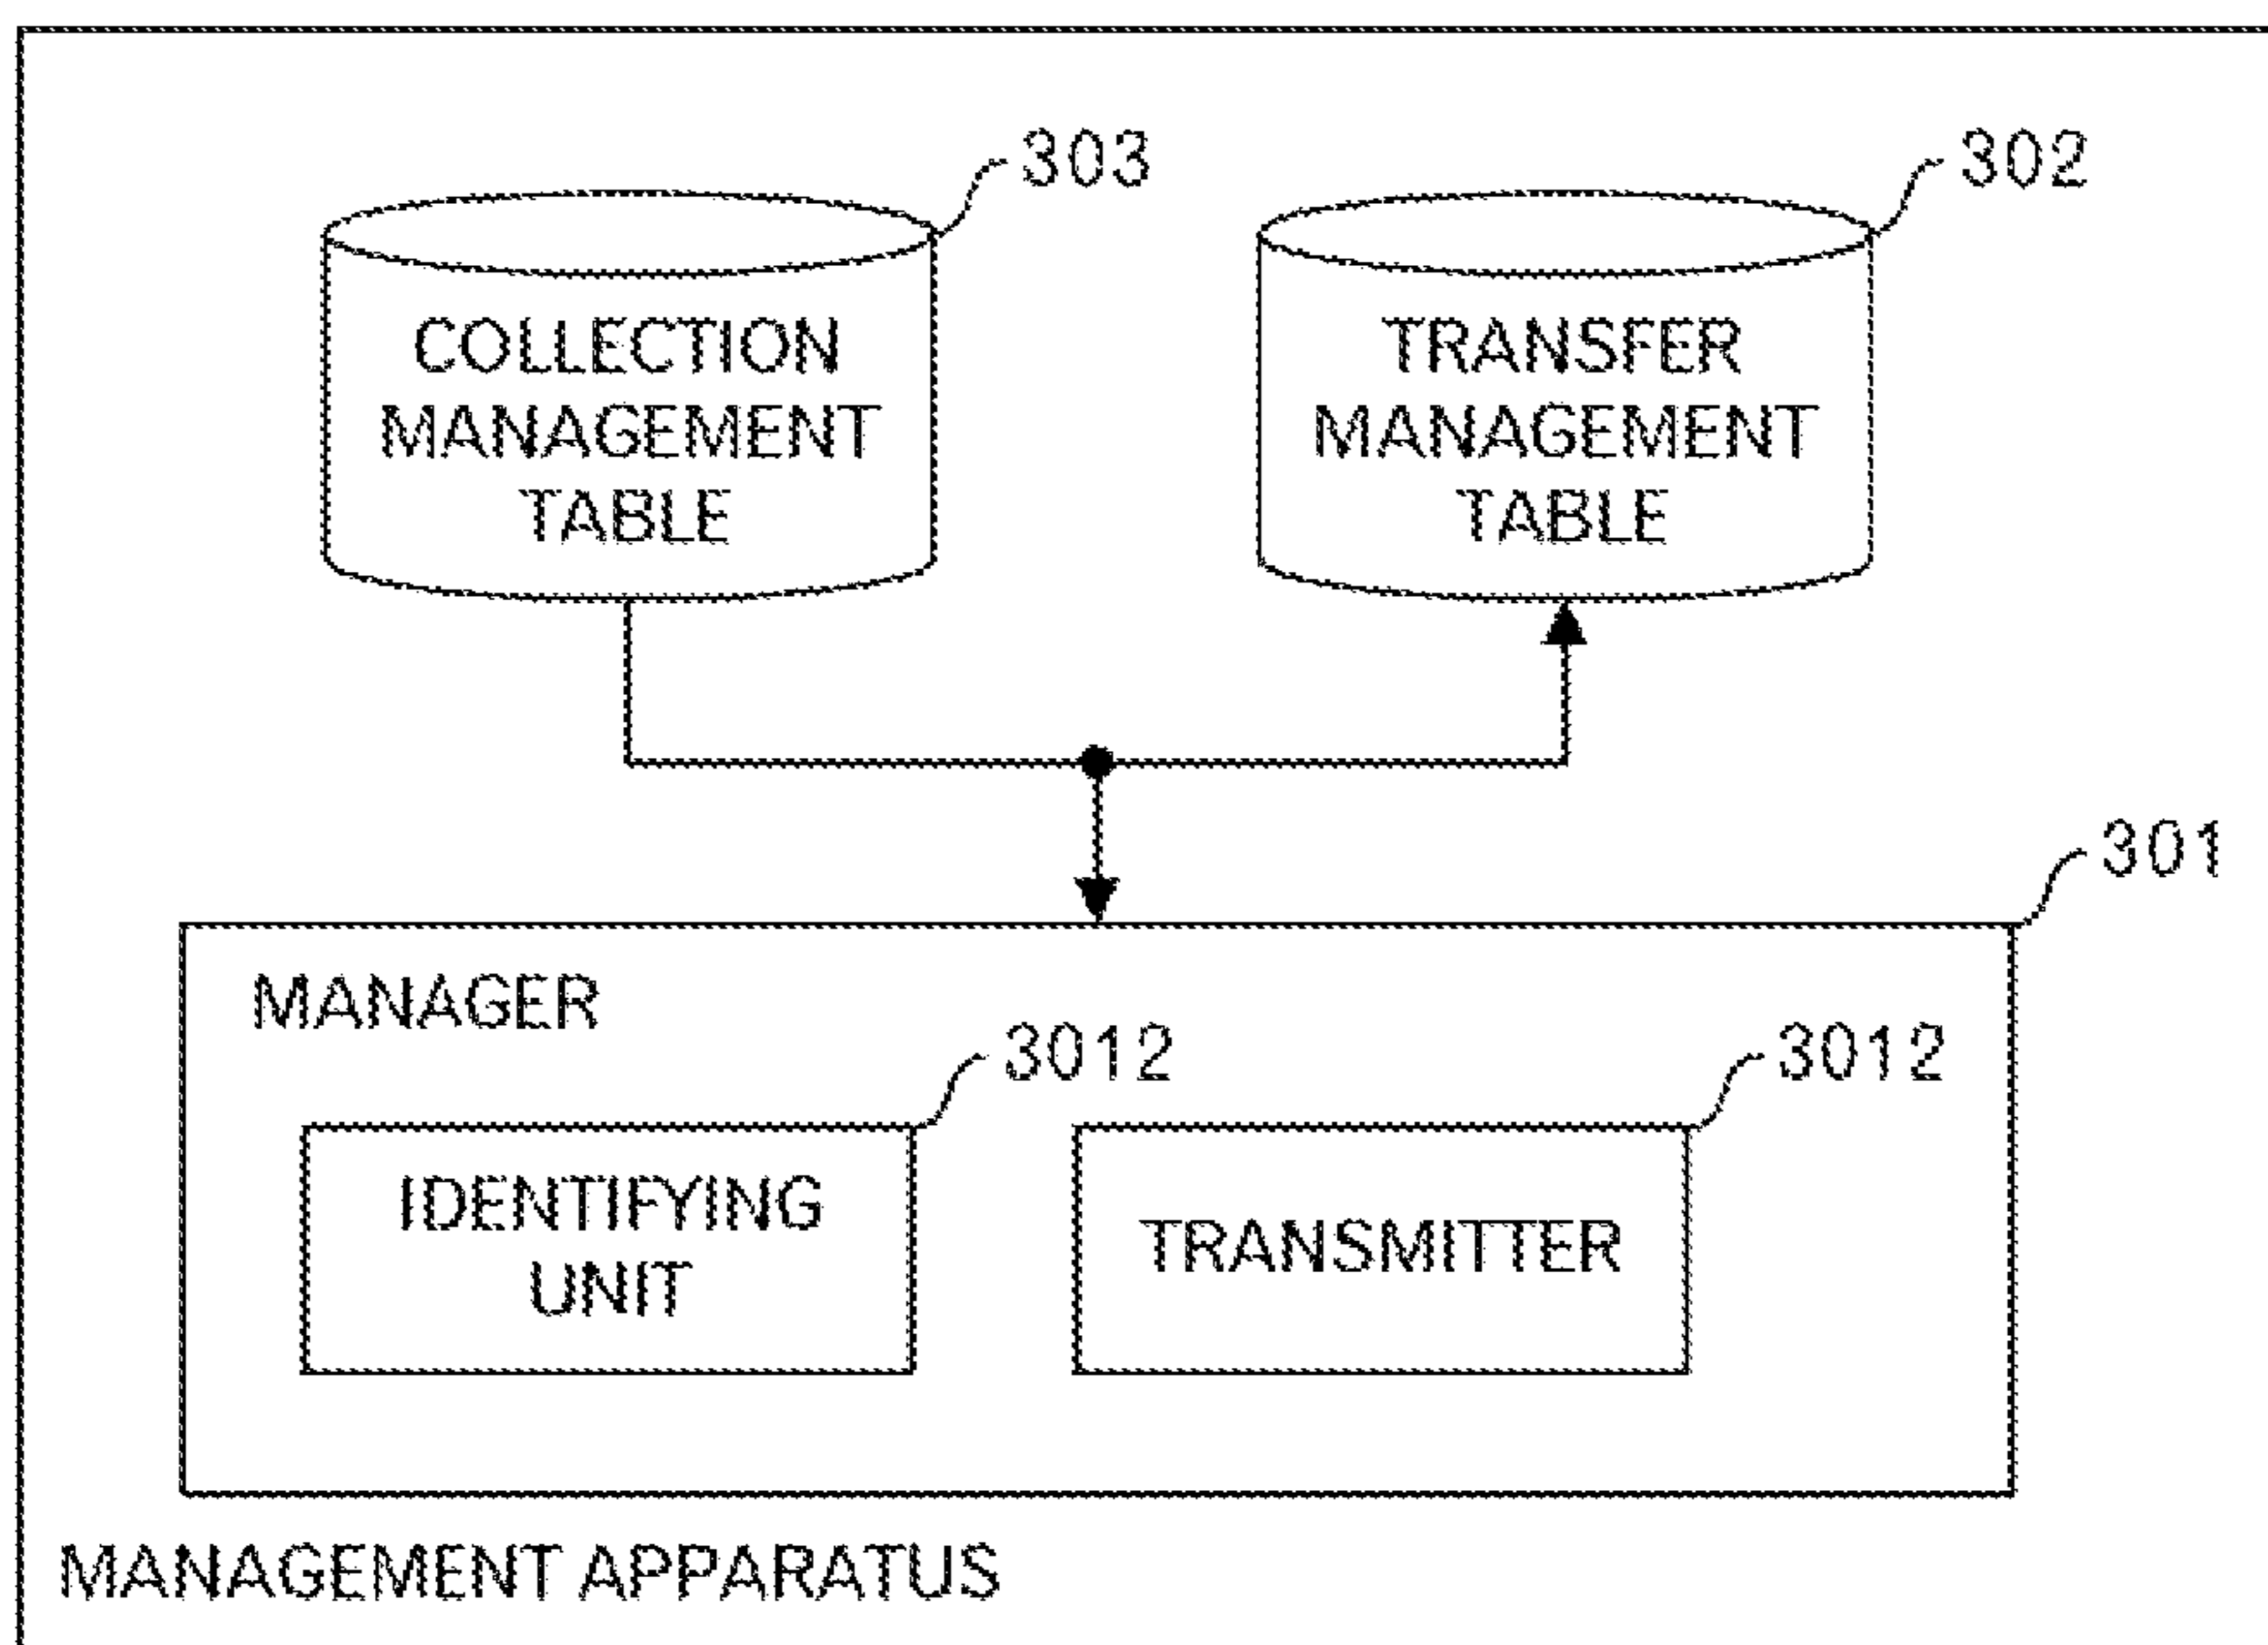 303
302
COLLECTION
MANAGEMENT
TABLE
TRANSFER
MANAGEMENT
TABLE
301
MANAGER
3012
3012
IDENTIFYING
UNIT
TRANSMITTER
MANAGEMENT APPARATUS